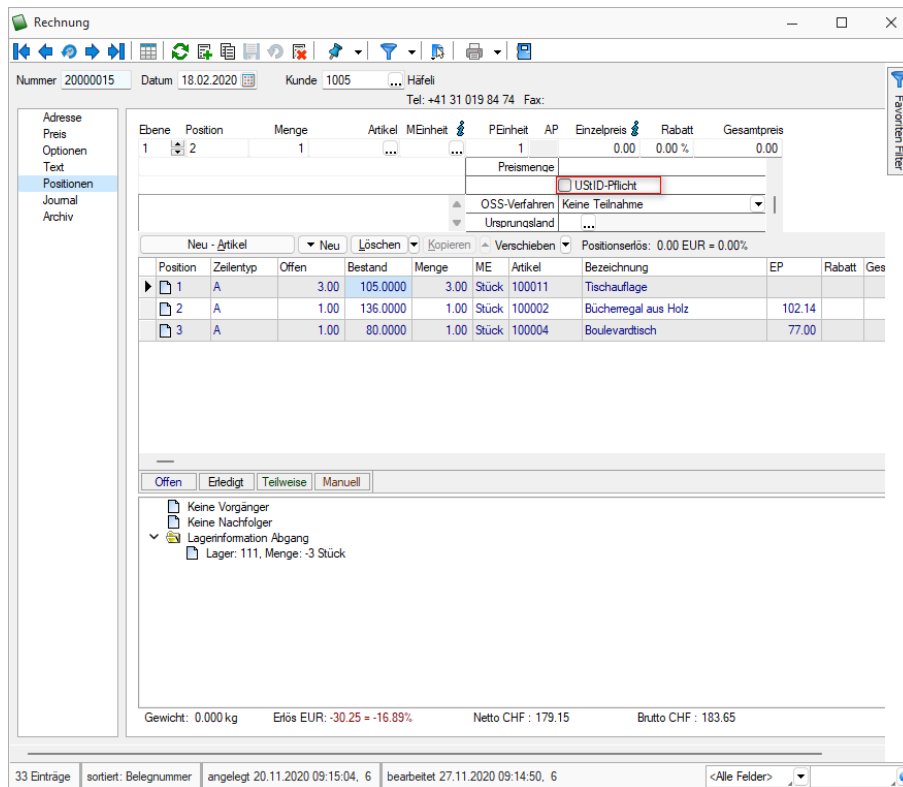 Rechnung
Nummer 20000015 Datum 18.02.2020 Kunde 1005 ... Häfeli
Tel: +41 31 019 84 74 Fax:
Favoriten Filter
Adresse
Preis
Optionen
Text
Positionen
Journal
Archiv
Ebene Position Menge Artikel MEinheit PEinheit AP Einzelpreis Rabatt Gesamtpreis
1 2 1 ... ... 1 0.00 0.00 % 0.00
Preismenge
UStID-Pflicht
OSS-Verfahren Keine Teilnahme
Ursprungsland ...
Neu - Artikel Neu Löschen Kopieren Verschieben Positionserlös: 0.00 EUR = 0.00%
Position Zeilentyp Offen Bestand Menge ME Artikel Bezeichnung EP Rabatt Ges
1 A 3.00 105.0000 3.00 Stück 100011 Tischauflage
2 A 1.00 136.0000 1.00 Stück 100002 Bücherregal aus Holz 102.14
3 A 1.00 80.0000 1.00 Stück 100004 Boulevardtisch 77.00
Offen Erledigt Teilweise Manuell
Keine Vorgänger
Keine Nachfolger
Lagerinformation Abgang
Lager: 111, Menge: -3 Stück
Gewicht: 0.000 kg Erlös EUR: -30.25 = -16.89% Netto CHF : 179.15 Brutto CHF : 183.65
33 Einträge sortiert: Belegnummer angelegt 20.11.2020 09:15:04, 6 bearbeitet 27.11.2020 09:14:50, 6 <Alle Felder>